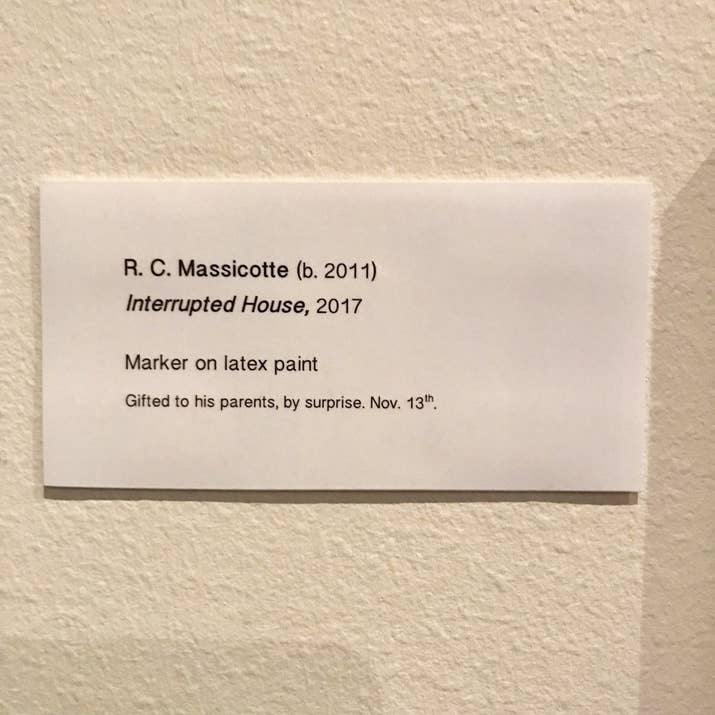 R. C. Massicotte (b. 2011)
Interrupted House, 2017
Marker on latex paint
Gifted to his parents, by surprise. Nov. 13th.